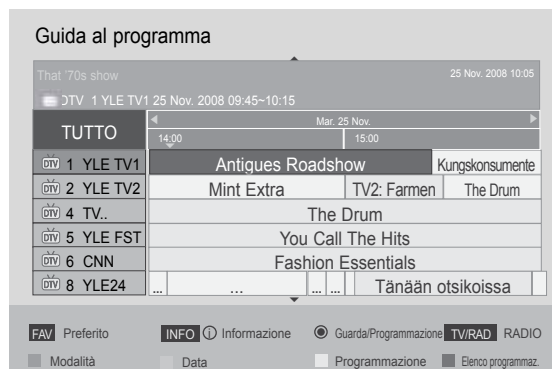 Guida al programma
That '70s show 25 Nov. 2008 10:05
DTV 1 YLE TV1 25 Nov. 2008 09:45~10:15
TUTTO
Mar. 25 Nov.
14:00 15:00
DTV 1 YLE TV1 Antigues Roadshow Kungskonsumente
DTV 2 YLE TV2 Mint Extra TV2: Farmen The Drum
DTV 4 TV.. The Drum
DTV 5 YLE FST You Call The Hits
DTV 6 CNN Fashion Essentials
DTV 8 YLE24 ... ... ... ... Tänään otsikoissa
FAV Preferito INFO ⓘ Informazione Guarda/Programmazione TV/RAD RADIO
Modalità Data Programmazione Elenco programmaz.